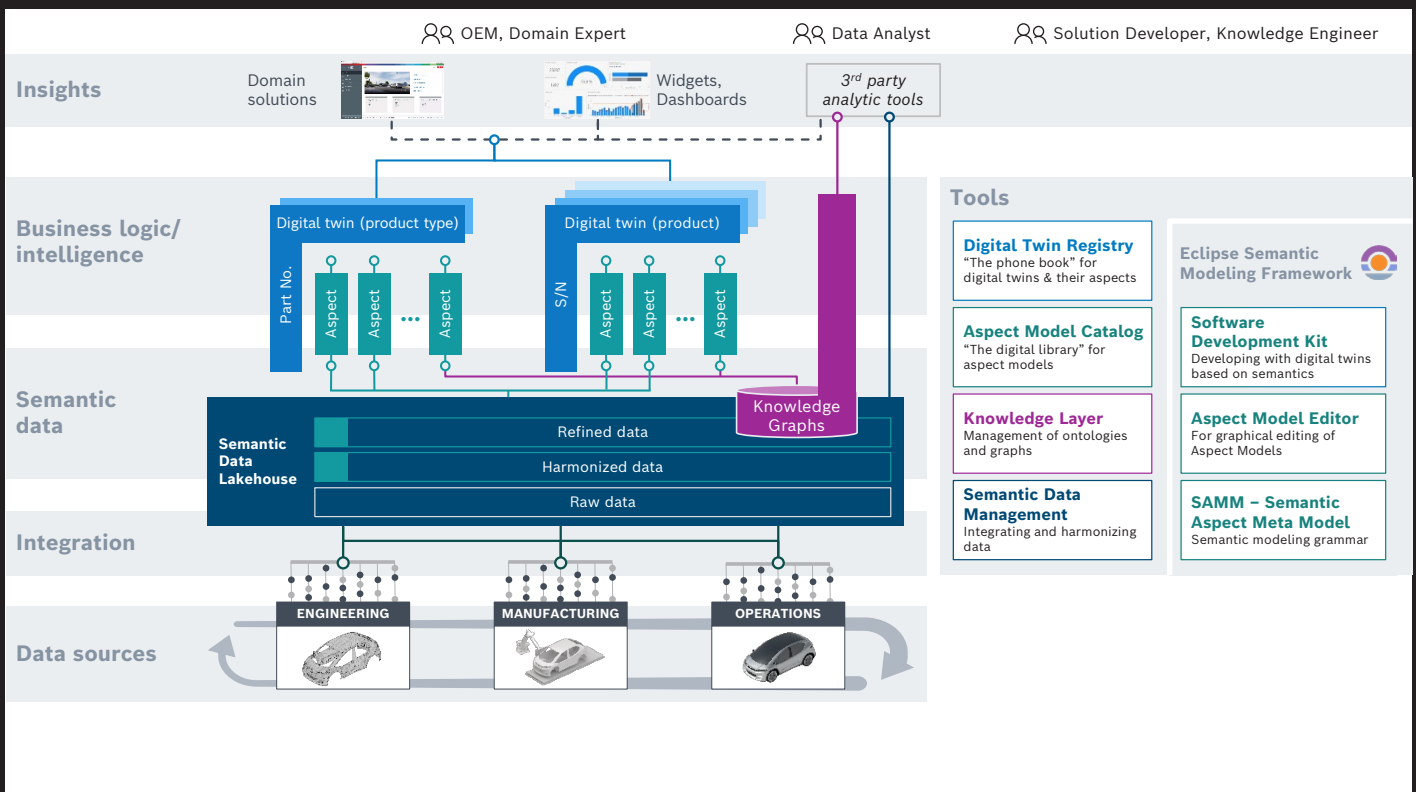 OEM, Domain Expert
Data Analyst
Solution Developer, Knowledge Engineer
Insights
Domain
solutions
Widgets,
Dashboards
3rd party
analytic tools
Business logic/
intelligence
Digital twin (product type)
Part No.
Aspect
Aspect
...
Aspect
Digital twin (product)
S/N
Aspect
Aspect
...
Aspect
Semantic
data
Knowledge
Graphs
Semantic
Data
Lakehouse
Refined data
Harmonized data
Raw data
Integration
Data sources
ENGINEERING
MANUFACTURING
OPERATIONS
Tools
Digital Twin Registry
“The phone book” for
digital twins & their aspects
Aspect Model Catalog
“The digital library” for
aspect models
Knowledge Layer
Management of ontologies
and graphs
Semantic Data
Management
Integrating and harmonizing
data
Eclipse Semantic
Modeling Framework
Software
Development Kit
Developing with digital twins
based on semantics
Aspect Model Editor
For graphical editing of
Aspect Models
SAMM – Semantic
Aspect Meta Model
Semantic modeling grammar